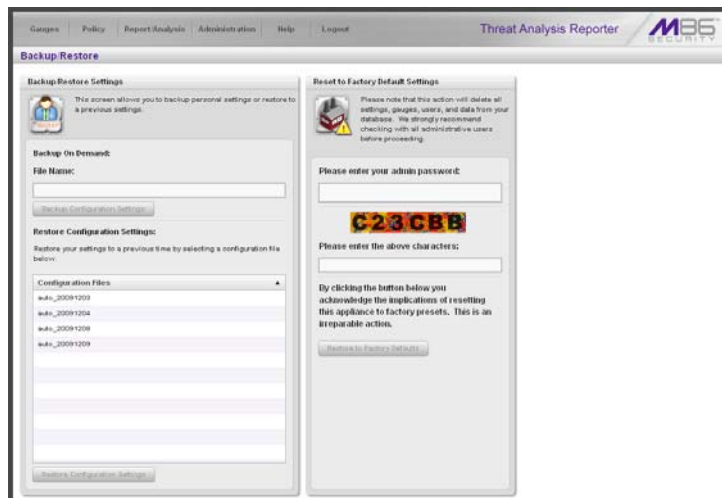 Gauges Policy Report/Analysis Administration Help Logout
Threat Analysis Reporter
M86
SECURITY
Backup/Restore
Backup/Restore Settings
This screen allows you to backup personal settings or restore to
a previous settings.
Backup On Demand:
File Name:
Backup Configuration Settings
Restore Configuration Settings:
Restore your settings to a previous time by selecting a configuration file
below.
Configuration Files
auto_20091203
auto_20091204
auto_20091208
auto_20091209
Restore Configuration Settings
Reset to Factory Default Settings
Please note that this action will delete all
settings, gauges, users, and data from your
database. We strongly recommend
checking with all administrative users
before proceeding.
Please enter your admin password:
C23CBB
Please enter the above characters:
By clicking the button below you
acknowledge the implications of resetting
this appliance to factory presets. This is an
irreparable action.
Restore to Factory Defaults